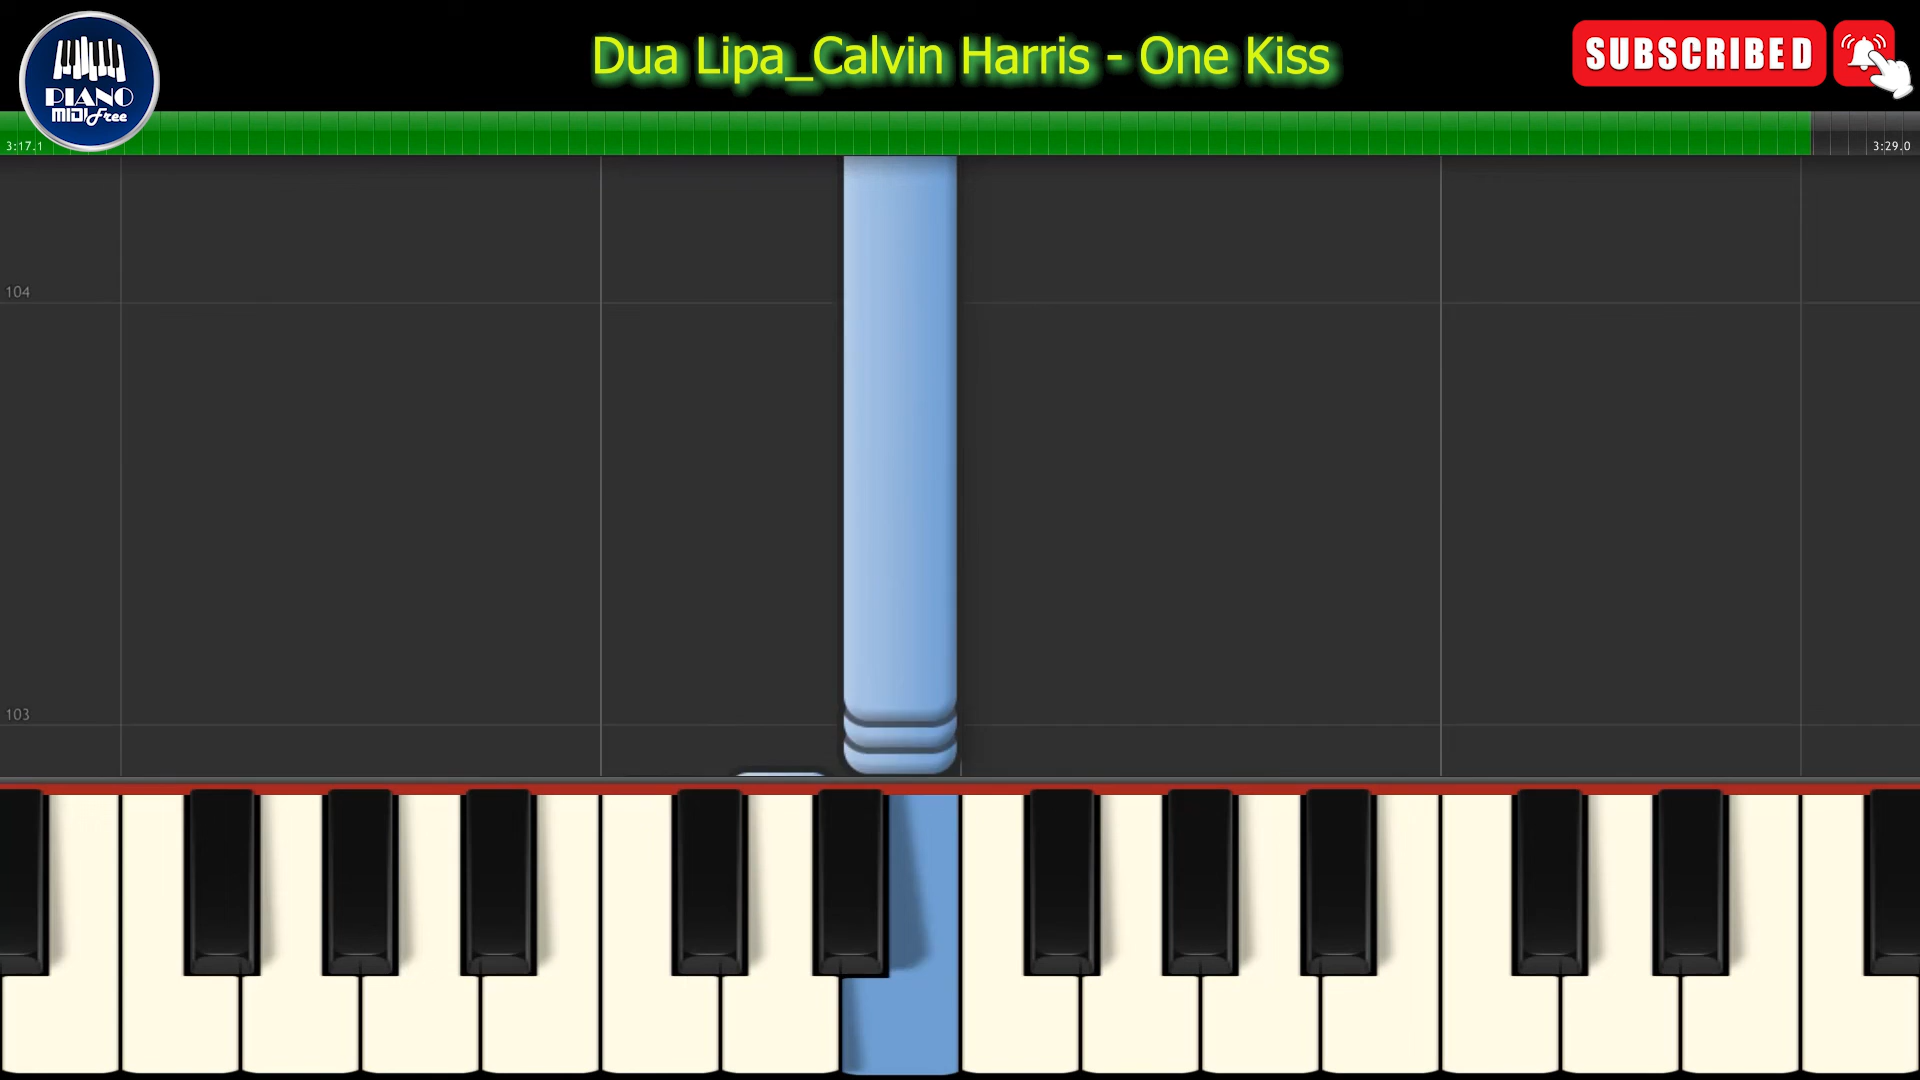 Dua Lipa_Calvin Harris - One Kiss
SUBSCRIBED
PIANO
MIDI Free
3:17.1
3:29.0
104
103